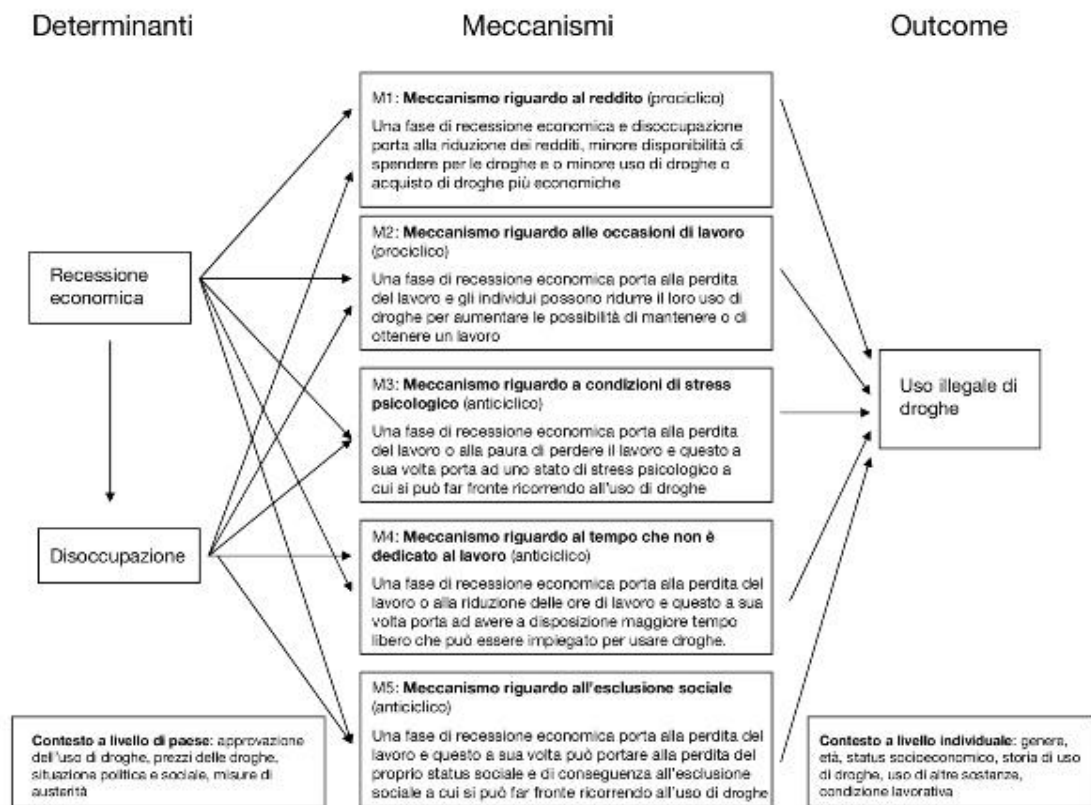 Determinanti
Meccanismi
Outcome
M1: Meccanismo riguardo al reddito (prociclico)
Una fase di recessione economica e disoccupazione
porta alla riduzione dei redditi, minore disponibilità di
spendere per le droghe e o minore uso di droghe o
acquisto di droghe più economiche
M2: Meccanismo riguardo alle occasioni di lavoro
(prociclico)
Una fase di recessione economica porta alla perdita
del lavoro e gli individui possono ridurre il loro uso di
droghe per aumentare le possibilità di mantenere o di
ottenere un lavoro
Recessione
economica
M3: Meccanismo riguardo a condizioni di stress
psicologico (anticiclico)
Una fase di recessione economica porta alla perdita
del lavoro o alla paura di perdere il lavoro e questo a
sua volta porta ad uno stato di stress psicologico a
cui si può far fronte ricorrendo all'uso di droghe
Uso illegale di
droghe
Disoccupazione
M4: Meccanismo riguardo al tempo che non è
dedicato al lavoro (anticiclico)
Una fase di recessione economica porta alla perdita del
lavoro o alla riduzione delle ore di lavoro e questo a sua
volta porta ad avere a disposizione maggiore tempo
libero che può essere impiegato per usare droghe.
M5: Meccanismo riguardo all'esclusione sociale
(anticiclico)
Una fase di recessione economica porta alla perdita del
lavoro e questo a sua volta può portare alla perdita del
proprio status sociale e di conseguenza all'esclusione
sociale a cui si può far fronte ricorrendo all'uso di droghe
Contesto a livello di paese: approvazione
dell'uso di droghe, prezzi delle droghe,
situazione politica e sociale, misure di
austerità
Contesto a livello individuale: genere,
età, status socioeconomico, storia di uso
di droghe, uso di altre sostanze,
condizione lavorativa